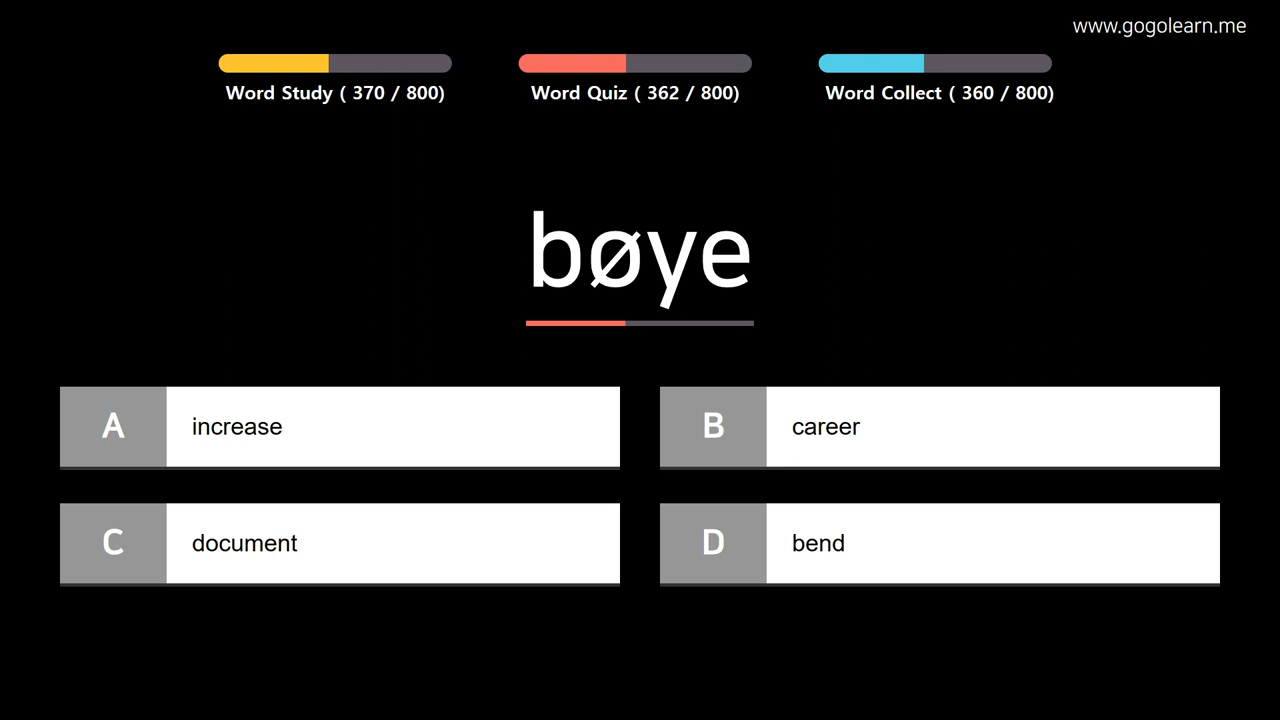 www.gogolearn.me
Word Study ( 370 / 800)
Word Quiz ( 362 / 800)
Word Collect ( 360 / 800)
bøye
A increase
B career
C document
D bend